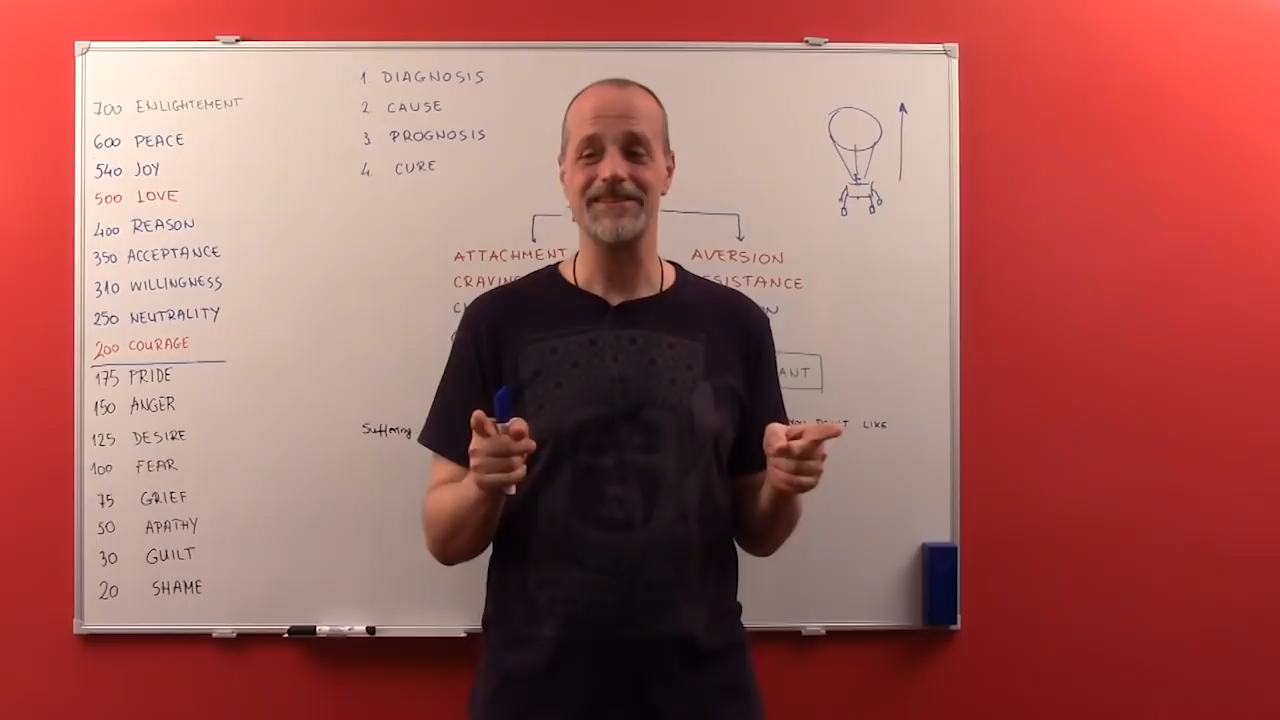 700 ENLIGHTEMENT
600 PEACE
540 JOY
500 LOVE
400 REASON
350 ACCEPTANCE
310 WILLINGNESS
250 NEUTRALITY
200 COURAGE
175 PRIDE
150 ANGER
125 DESIRE
100 FEAR
75 GRIEF
50 APATHY
30 GUILT
20 SHAME
1. DIAGNOSIS
2. CAUSE
3. PROGNOSIS
4. CURE
ATTACHMENT
AVERSION
Suffering
YOU DON'T LIKE